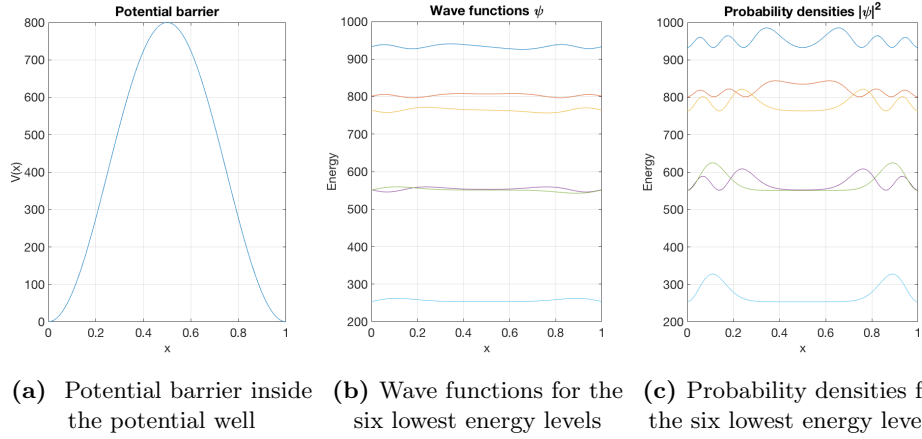 Potential barrier
Wave functions ψ
Probability densities |ψ|²
800
700
600
500
400
300
200
100
0
V(x)
0 0.2 0.4 0.6 0.8 1
x
1000
900
800
700
600
500
400
300
200
Energy
0 0.2 0.4 0.6 0.8 1
x
1000
900
800
700
600
500
400
300
200
Energy
0 0.2 0.4 0.6 0.8 1
x
(a) Potential barrier inside
the potential well
(b) Wave functions for the
six lowest energy levels
(c) Probability densities f
the six lowest energy leve